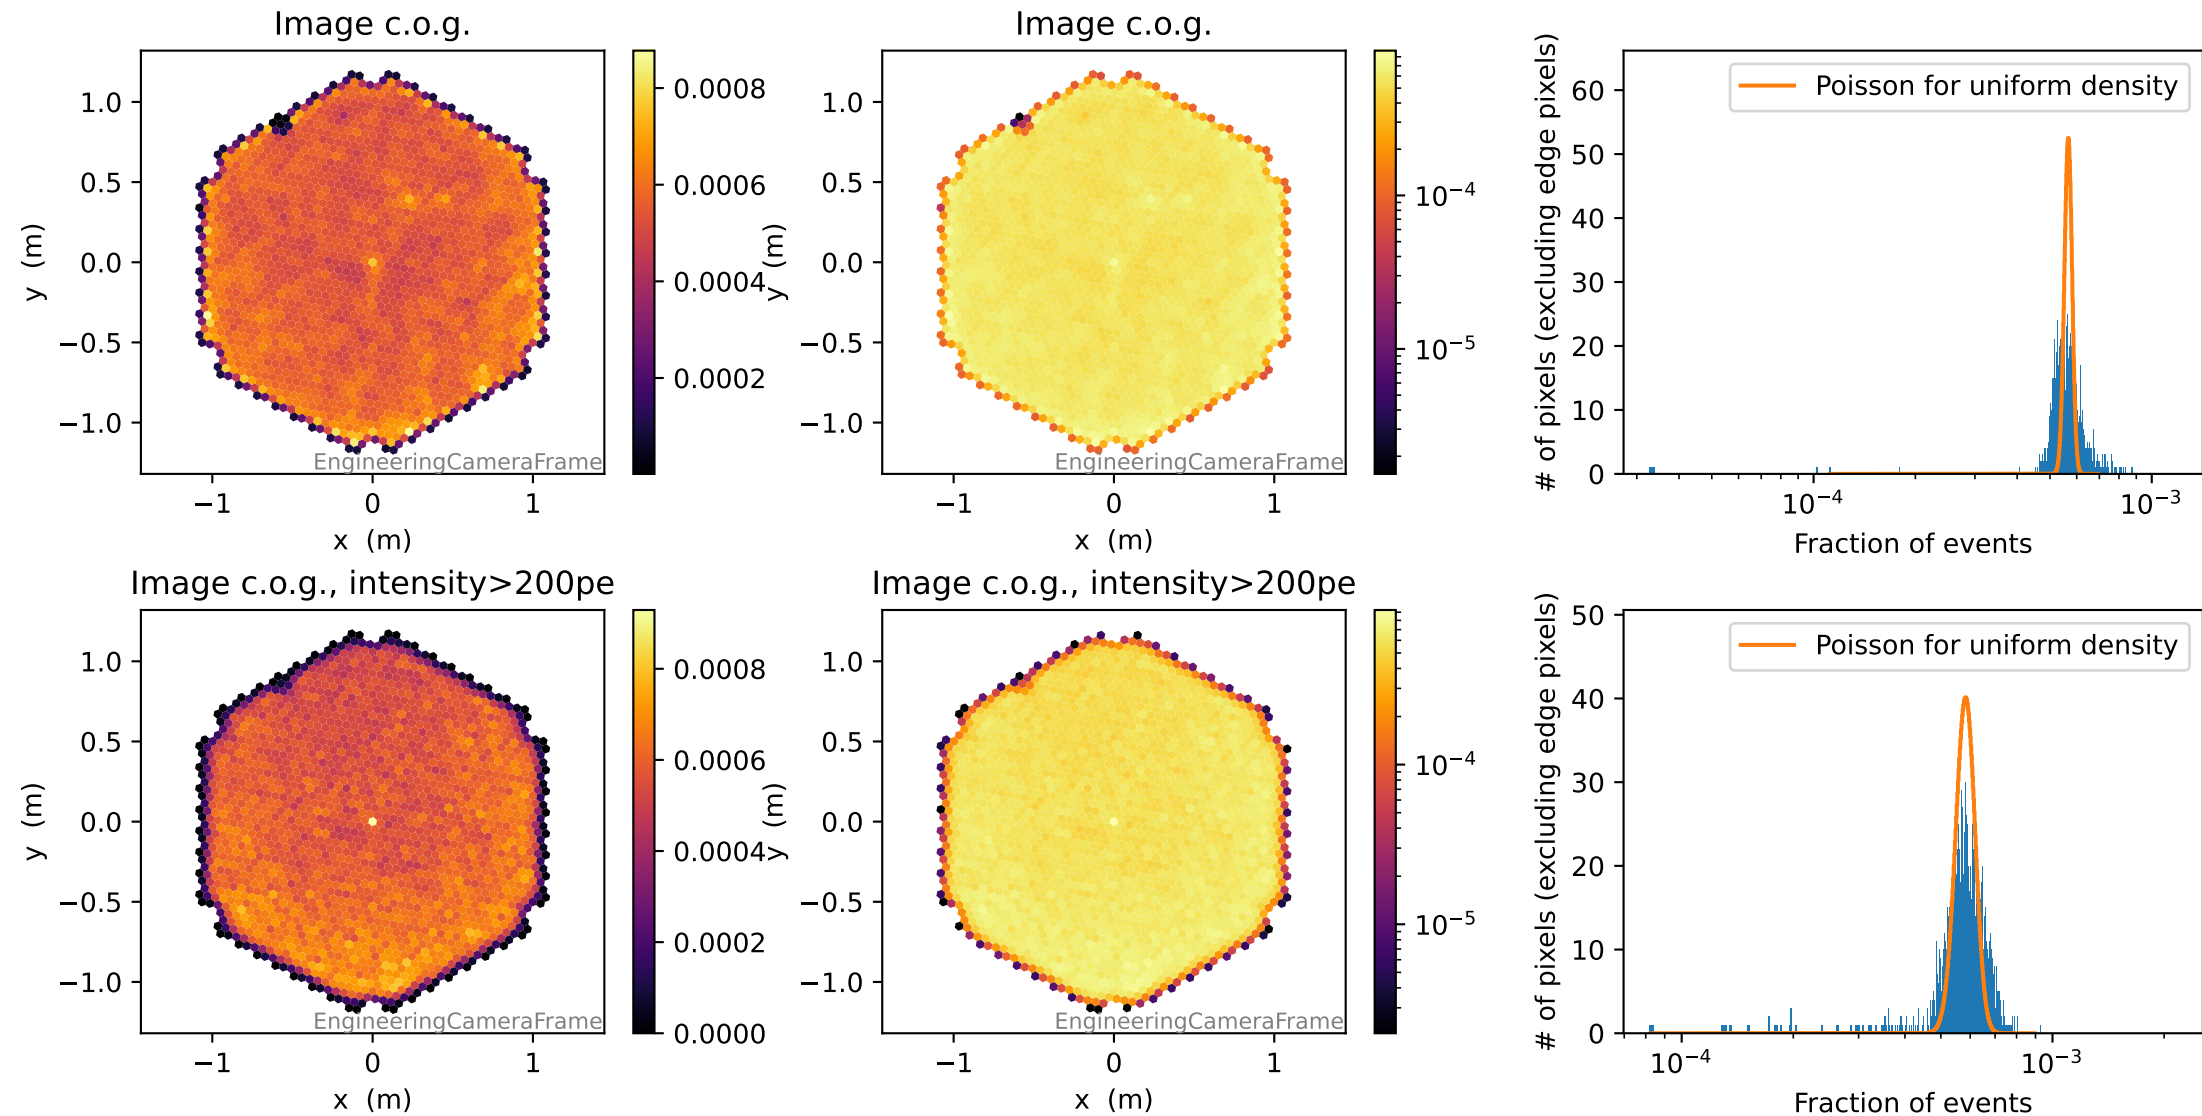 Image c.o.g.
y (m)
1.0
0.5
0.0
−0.5
−1.0
−1
0
1
x (m)
EngineeringCameraFrame
0.0008
0.0006
0.0004
0.0002
Image c.o.g.
y (m)
1.0
0.5
0.0
−0.5
−1.0
−1
0
1
x (m)
EngineeringCameraFrame
10⁻⁴
10⁻⁵
# of pixels (excluding edge pixels)
60
50
40
30
20
10
0
Poisson for uniform density
10⁻⁴
10⁻³
Fraction of events
Image c.o.g., intensity>200pe
y (m)
1.0
0.5
0.0
−0.5
−1.0
−1
0
1
x (m)
EngineeringCameraFrame
0.0008
0.0006
0.0004
0.0002
0.0000
Image c.o.g., intensity>200pe
y (m)
1.0
0.5
0.0
−0.5
−1.0
−1
0
1
x (m)
EngineeringCameraFrame
10⁻⁴
10⁻⁵
# of pixels (excluding edge pixels)
50
40
30
20
10
0
Poisson for uniform density
10⁻⁴
10⁻³
Fraction of events